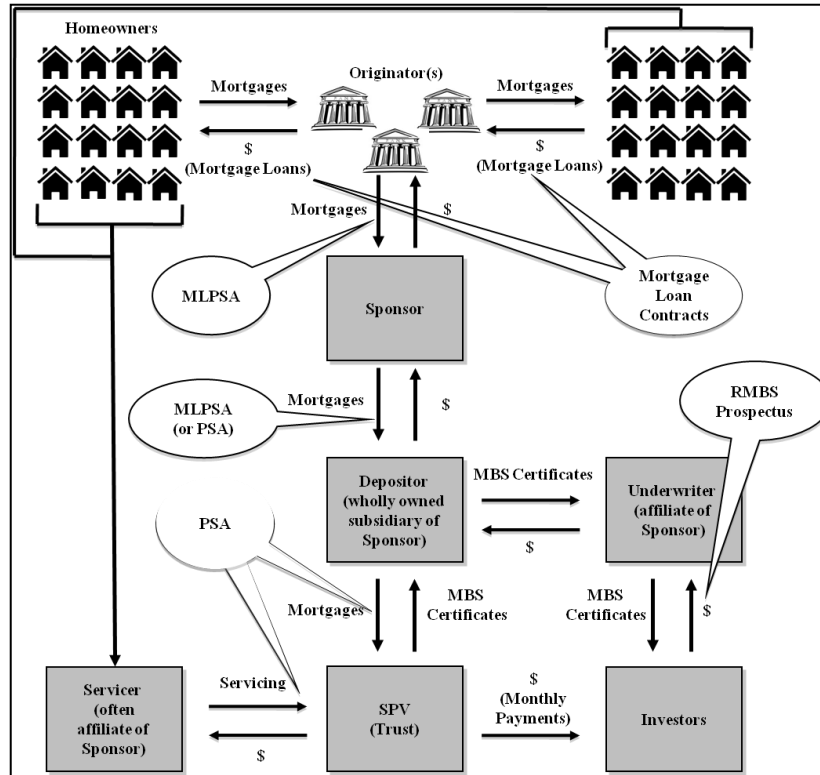 Homeowners
Originator(s)
Mortgages
Mortgages
$
(Mortgage Loans)
$
(Mortgage Loans)
Mortgages
$
MLPSA
Sponsor
Mortgage
Loan
Contracts
Mortgages
$
MLPSA
(or PSA)
RMBS
Prospectus
Depositor
(wholly owned
subsidiary of
Sponsor)
MBS Certificates
$
Underwriter
(affiliate of
Sponsor)
PSA
Mortgages
MBS
Certificates
MBS
Certificates
$
Servicer
(often
affiliate of
Sponsor)
Servicing
$
SPV
(Trust)
$
(Monthly
Payments)
Investors